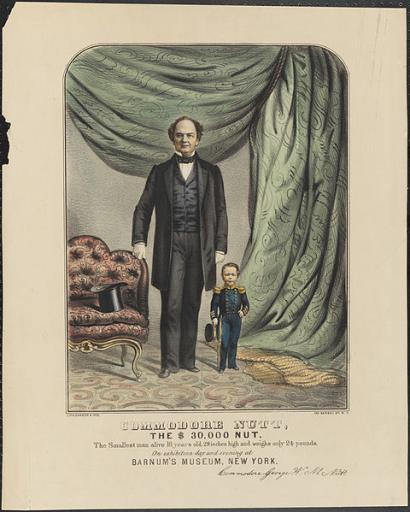 COMMODORE NUTT,
THE $ 30,000 NUT.
The Smallest man alive 18 years old, 29 inches high and weighs only 24 pounds,
On exhibition day and evening at
BARNUM'S MUSEUM, NEW YORK.
Commodore George W. M. Nutt